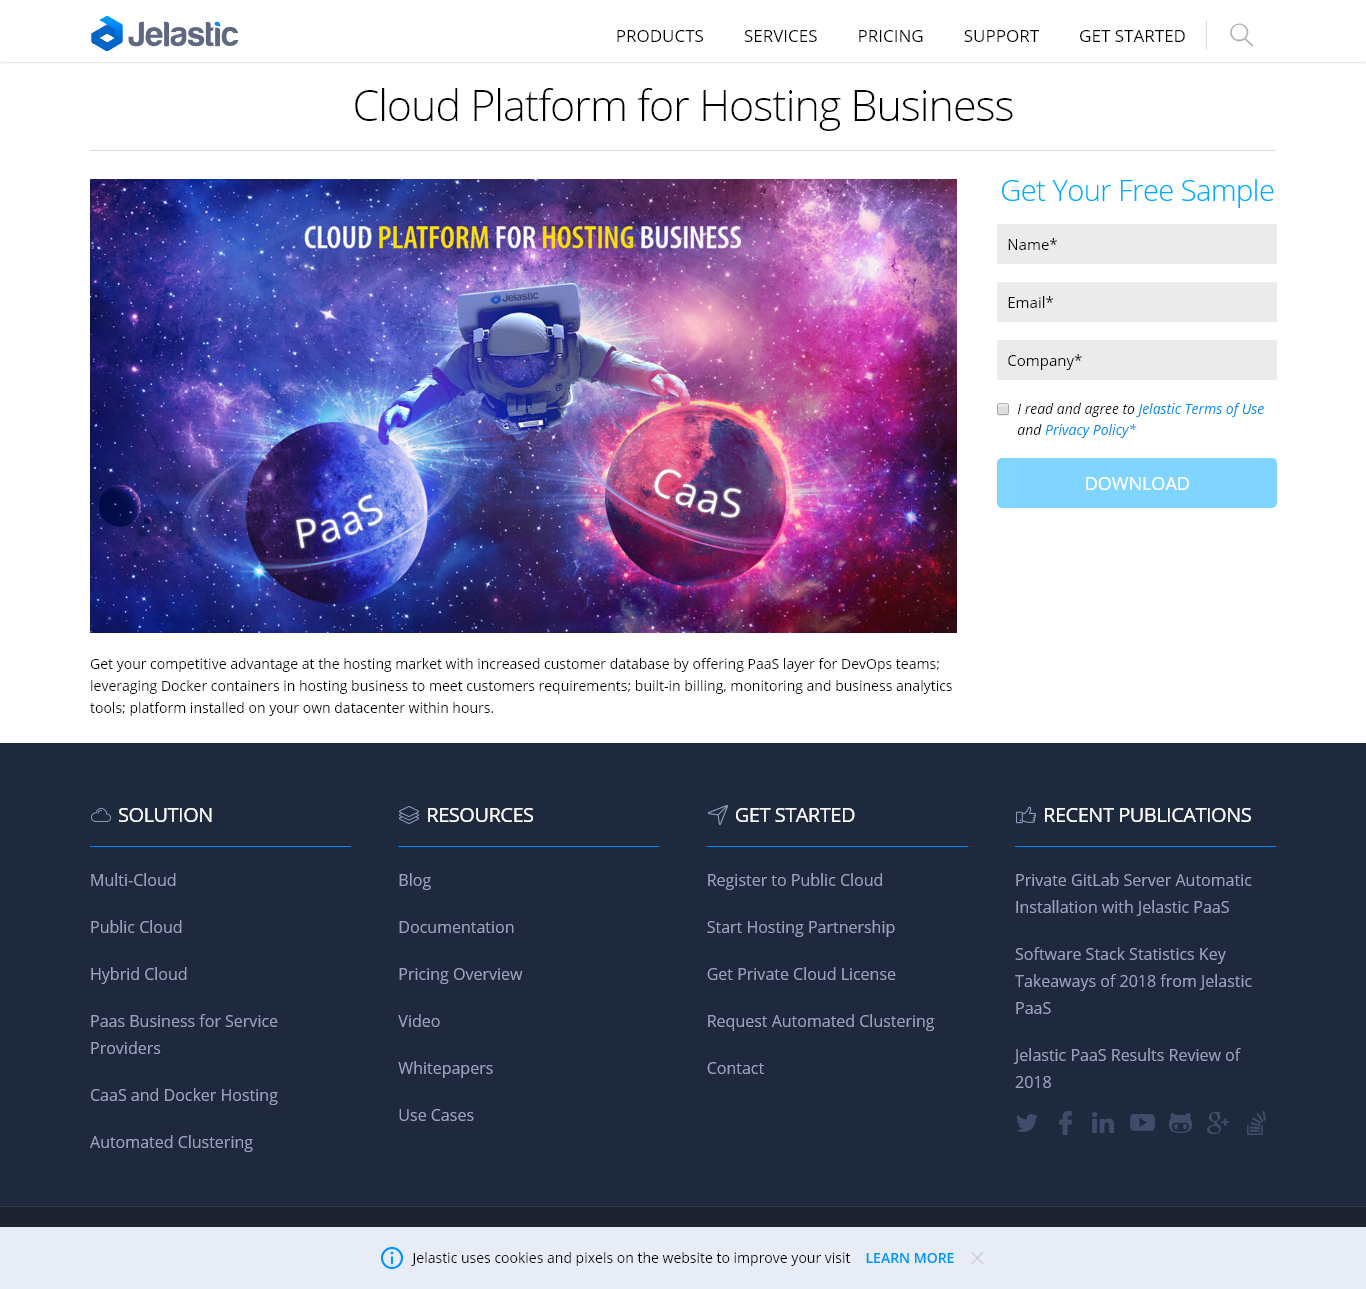 Jelastic
PRODUCTS
SERVICES
PRICING
SUPPORT
GET STARTED
Cloud Platform for Hosting Business
CLOUD PLATFORM FOR HOSTING BUSINESS
Jelastic
PaaS
CaaS
Get Your Free Sample
Name*
Email*
Company*
I read and agree to Jelastic Terms of Use
and Privacy Policy*
DOWNLOAD
Get your competitive advantage at the hosting market with increased customer database by offering PaaS layer for DevOps teams;
leveraging Docker containers in hosting business to meet customers requirements; built-in billing, monitoring and business analytics
tools; platform installed on your own datacenter within hours.
SOLUTION
Multi-Cloud
Public Cloud
Hybrid Cloud
Paas Business for Service
Providers
CaaS and Docker Hosting
Automated Clustering
RESOURCES
Blog
Documentation
Pricing Overview
Video
Whitepapers
Use Cases
GET STARTED
Register to Public Cloud
Start Hosting Partnership
Get Private Cloud License
Request Automated Clustering
Contact
RECENT PUBLICATIONS
Private GitLab Server Automatic
Installation with Jelastic PaaS
Software Stack Statistics Key
Takeaways of 2018 from Jelastic
PaaS
Jelastic PaaS Results Review of
2018
Jelastic uses cookies and pixels on the website to improve your visit LEARN MORE